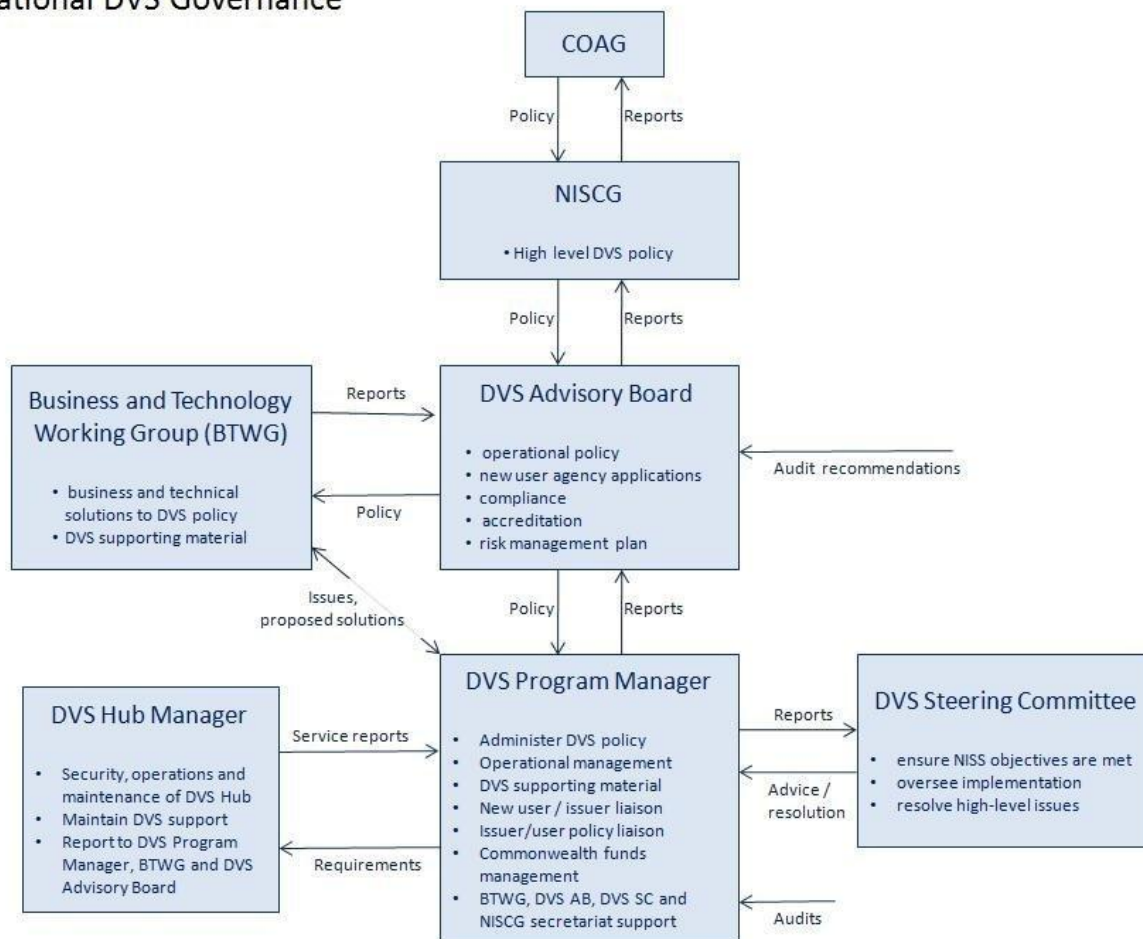 ational DVS Governance
COAG
Policy
Reports
NISCG
• High level DVS policy
Policy
Reports
Business and Technology
Working Group (BTWG)
• business and technical
solutions to DVS policy
• DVS supporting material
Reports
Policy
DVS Advisory Board
• operational policy
• new user agency applications
• compliance
• accreditation
• risk management plan
Audit recommendations
Issues,
proposed solutions
Policy
Reports
DVS Hub Manager
• Security, operations and
maintenance of DVS Hub
• Maintain DVS support
• Report to DVS Program
Manager, BTWG and DVS
Advisory Board
Service reports
Requirements
DVS Program Manager
• Administer DVS policy
• Operational management
• DVS supporting material
• New user / issuer liaison
• Issuer/user policy liaison
• Commonwealth funds
management
• BTWG, DVS AB, DVS SC and
NISCG secretariat support
Reports
Advice /
resolution
Audits
DVS Steering Committee
• ensure NISS objectives are met
• oversee implementation
• resolve high-level issues